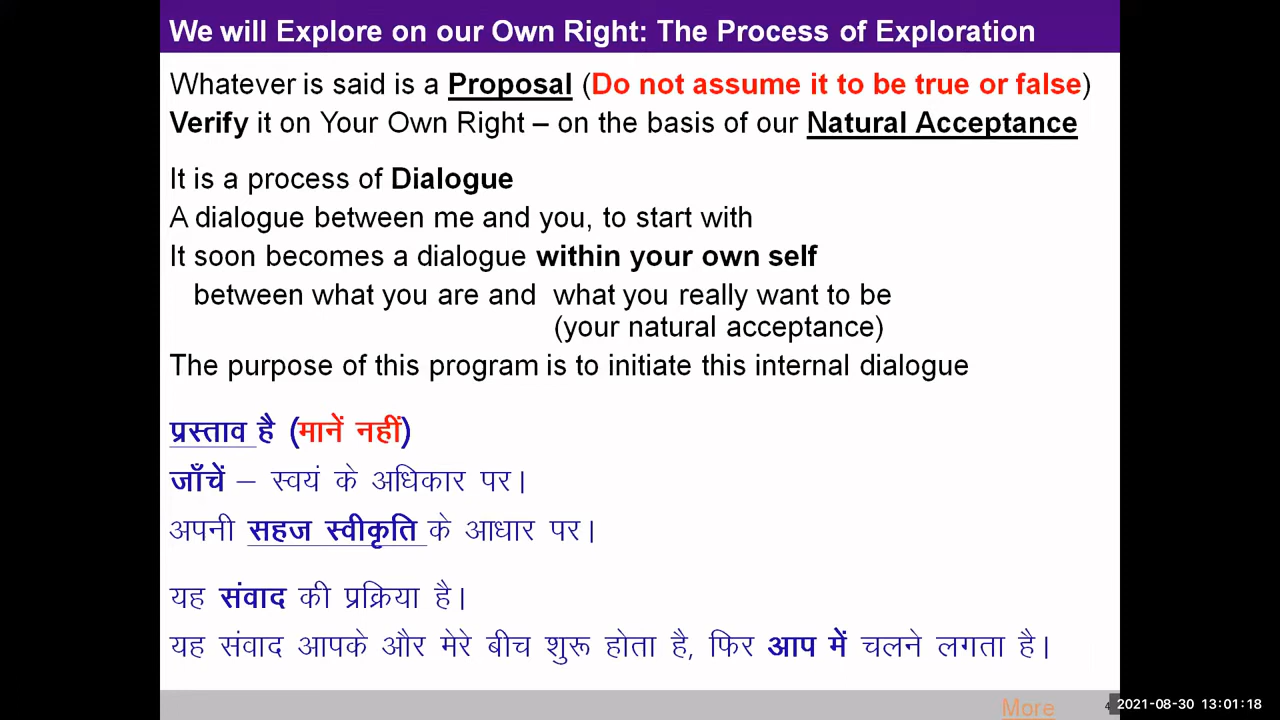 We will Explore on our Own Right: The Process of Exploration
Whatever is said is a Proposal (Do not assume it to be true or false)
Verify it on Your Own Right – on the basis of our Natural Acceptance
It is a process of Dialogue
A dialogue between me and you, to start with
It soon becomes a dialogue within your own self
between what you are and what you really want to be
(your natural acceptance)
The purpose of this program is to initiate this internal dialogue
प्रस्ताव है (मानें नहीं)
जाँचें – स्वयं के अधिकार पर।
अपनी सहज स्वीकृति के आधार पर।
यह संवाद की प्रक्रिया है।
यह संवाद आपके और मेरे बीच शुरू होता है, फिर आप में चलने लगता है।
More
4
2021-08-30 13:01:18